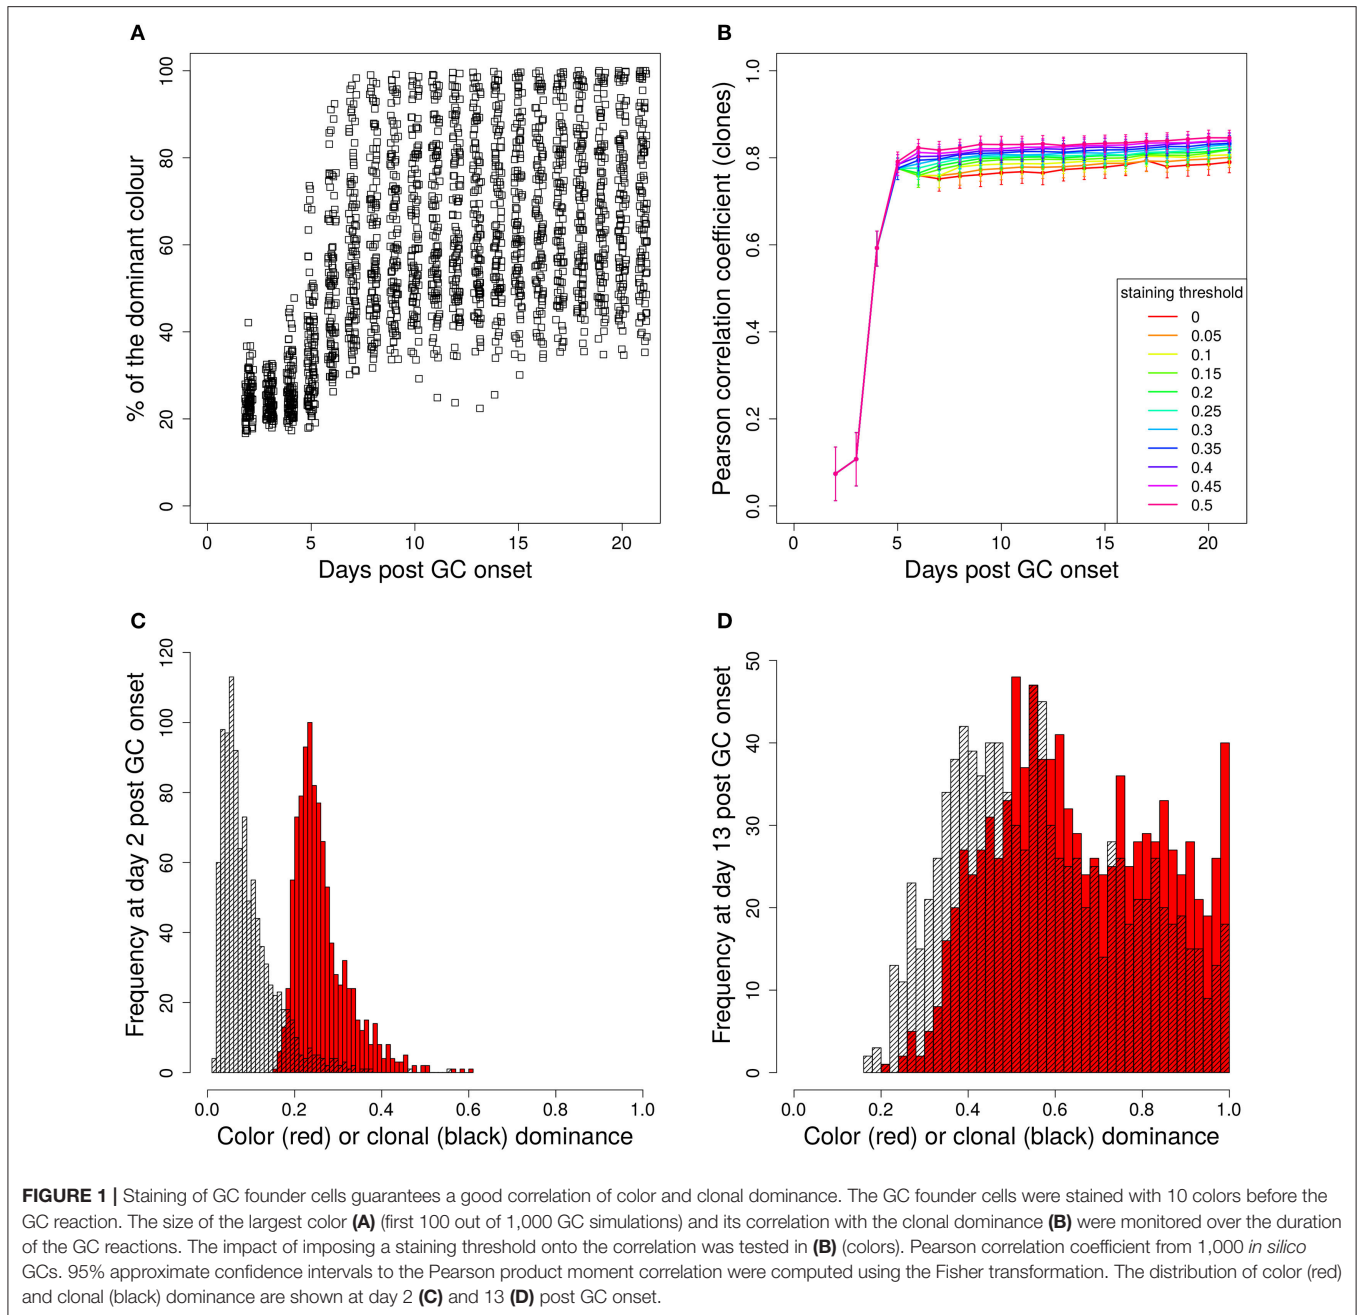 A
% of the dominant colour
100
80
60
40
20
0
0 5 10 15 20
Days post GC onset
B
Pearson correlation coefficient (clones)
1.0
0.8
0.6
0.4
0.2
0.0
staining threshold
0
0.05
0.1
0.15
0.2
0.25
0.3
0.35
0.4
0.45
0.5
0 5 10 15 20
Days post GC onset
C
Frequency at day 2 post GC onset
120
100
80
60
40
20
0
0.0 0.2 0.4 0.6 0.8 1.0
Color (red) or clonal (black) dominance
D
Frequency at day 13 post GC onset
50
40
30
20
10
0
0.0 0.2 0.4 0.6 0.8 1.0
Color (red) or clonal (black) dominance
FIGURE 1 | Staining of GC founder cells guarantees a good correlation of color and clonal dominance. The GC founder cells were stained with 10 colors before the
GC reaction. The size of the largest color (A) (first 100 out of 1,000 GC simulations) and its correlation with the clonal dominance (B) were monitored over the duration
of the GC reactions. The impact of imposing a staining threshold onto the correlation was tested in (B) (colors). Pearson correlation coefficient from 1,000 in silico
GCs. 95% approximate confidence intervals to the Pearson product moment correlation were computed using the Fisher transformation. The distribution of color (red)
and clonal (black) dominance are shown at day 2 (C) and 13 (D) post GC onset.